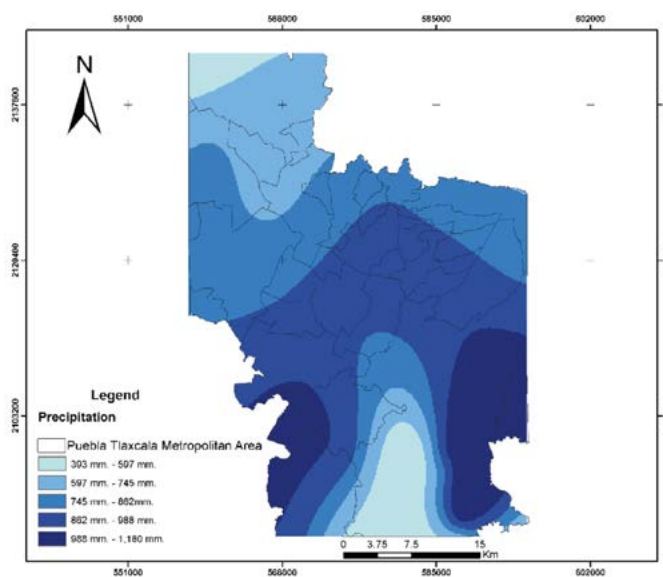 551000 568000 585000 602000
N
2137600
2120400
2103200
Legend
Precipitation
Puebla Tlaxcala Metropolitan Area
393 mm. - 597 mm.
597 mm. - 745 mm.
745 mm. - 862mm.
862 mm. - 988 mm.
988 mm. - 1,180 mm.
0 3.75 7.5 15
Km
551000 568000 585000 602000